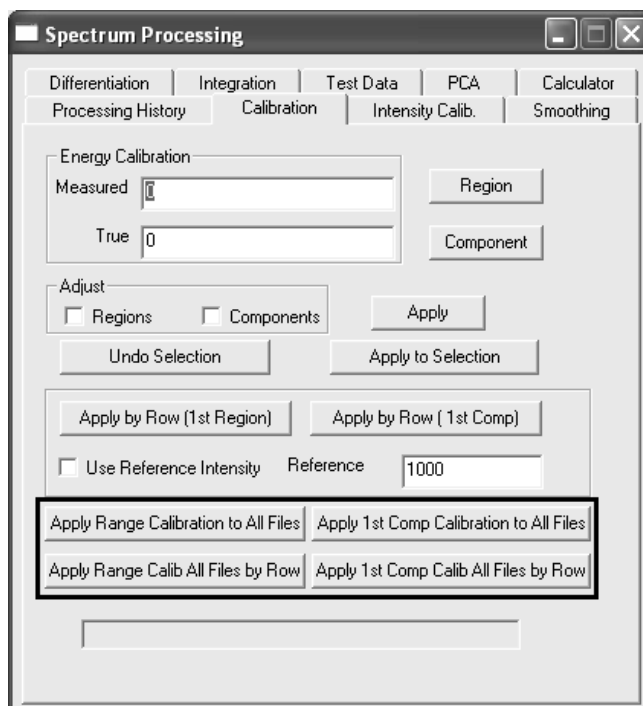 Spectrum Processing
Differentiation Integration Test Data PCA Calculator
Processing History Calibration Intensity Calib. Smoothing
Energy Calibration
Measured 0 Region
True 0 Component
Adjust
Regions Components Apply
Undo Selection Apply to Selection
Apply by Row (1st Region) Apply by Row ( 1st Comp)
Use Reference Intensity Reference 1000
Apply Range Calibration to All Files Apply 1st Comp Calibration to All Files
Apply Range Calib All Files by Row Apply 1st Comp Calib All Files by Row